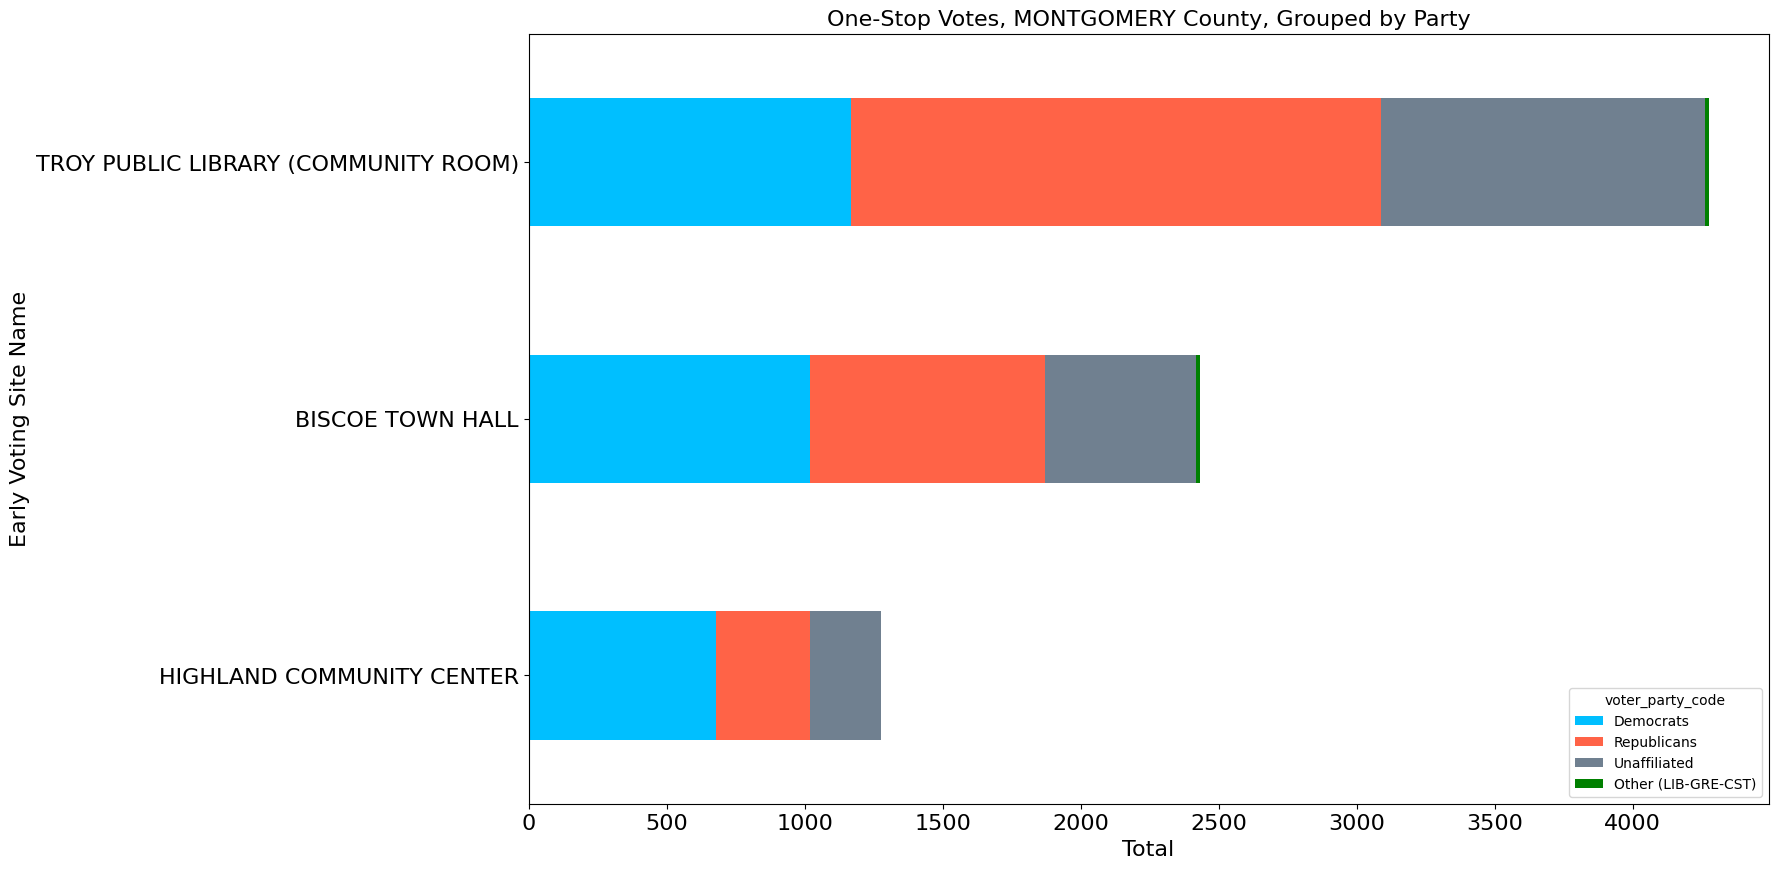 One-Stop Votes, MONTGOMERY County, Grouped by Party
Early Voting Site Name
TROY PUBLIC LIBRARY (COMMUNITY ROOM)
BISCOE TOWN HALL
HIGHLAND COMMUNITY CENTER
voter_party_code
Democrats
Republicans
Unaffiliated
Other (LIB-GRE-CST)
0 500 1000 1500 2000 2500 3000 3500 4000
Total